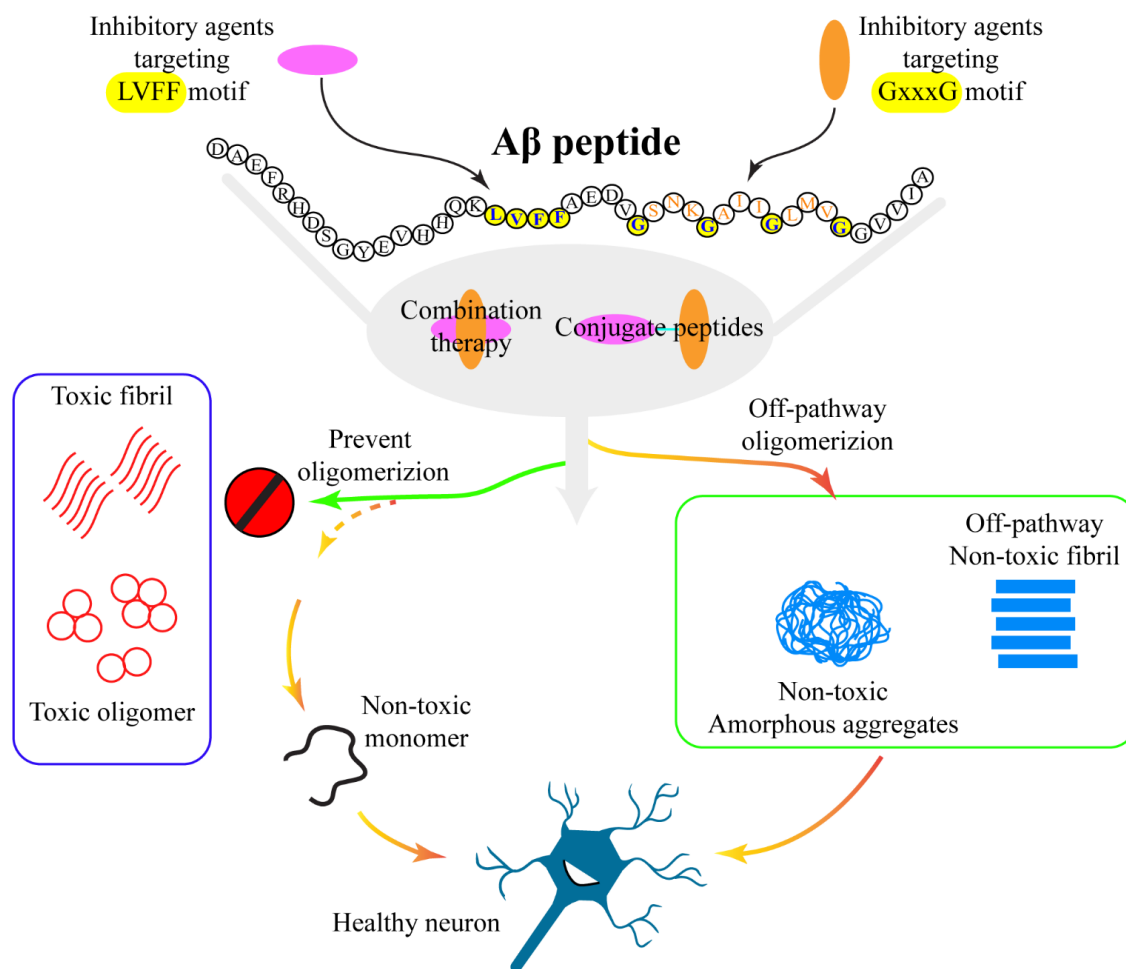 Inhibitory agents
targeting
LVFF motif
Inhibitory agents
targeting
GxxxG motif
Aβ peptide
DAEFRHDSGYEVHHQKLVFFAEDVGSNKGAIIGLMVGGVVIA
Combination
therapy
Conjugate peptides
Toxic fibril
Toxic oligomer
Prevent
oligomerizion
Off-pathway
oligomerizion
Off-pathway
Non-toxic fibril
Non-toxic
Amorphous aggregates
Non-toxic
monomer
Healthy neuron